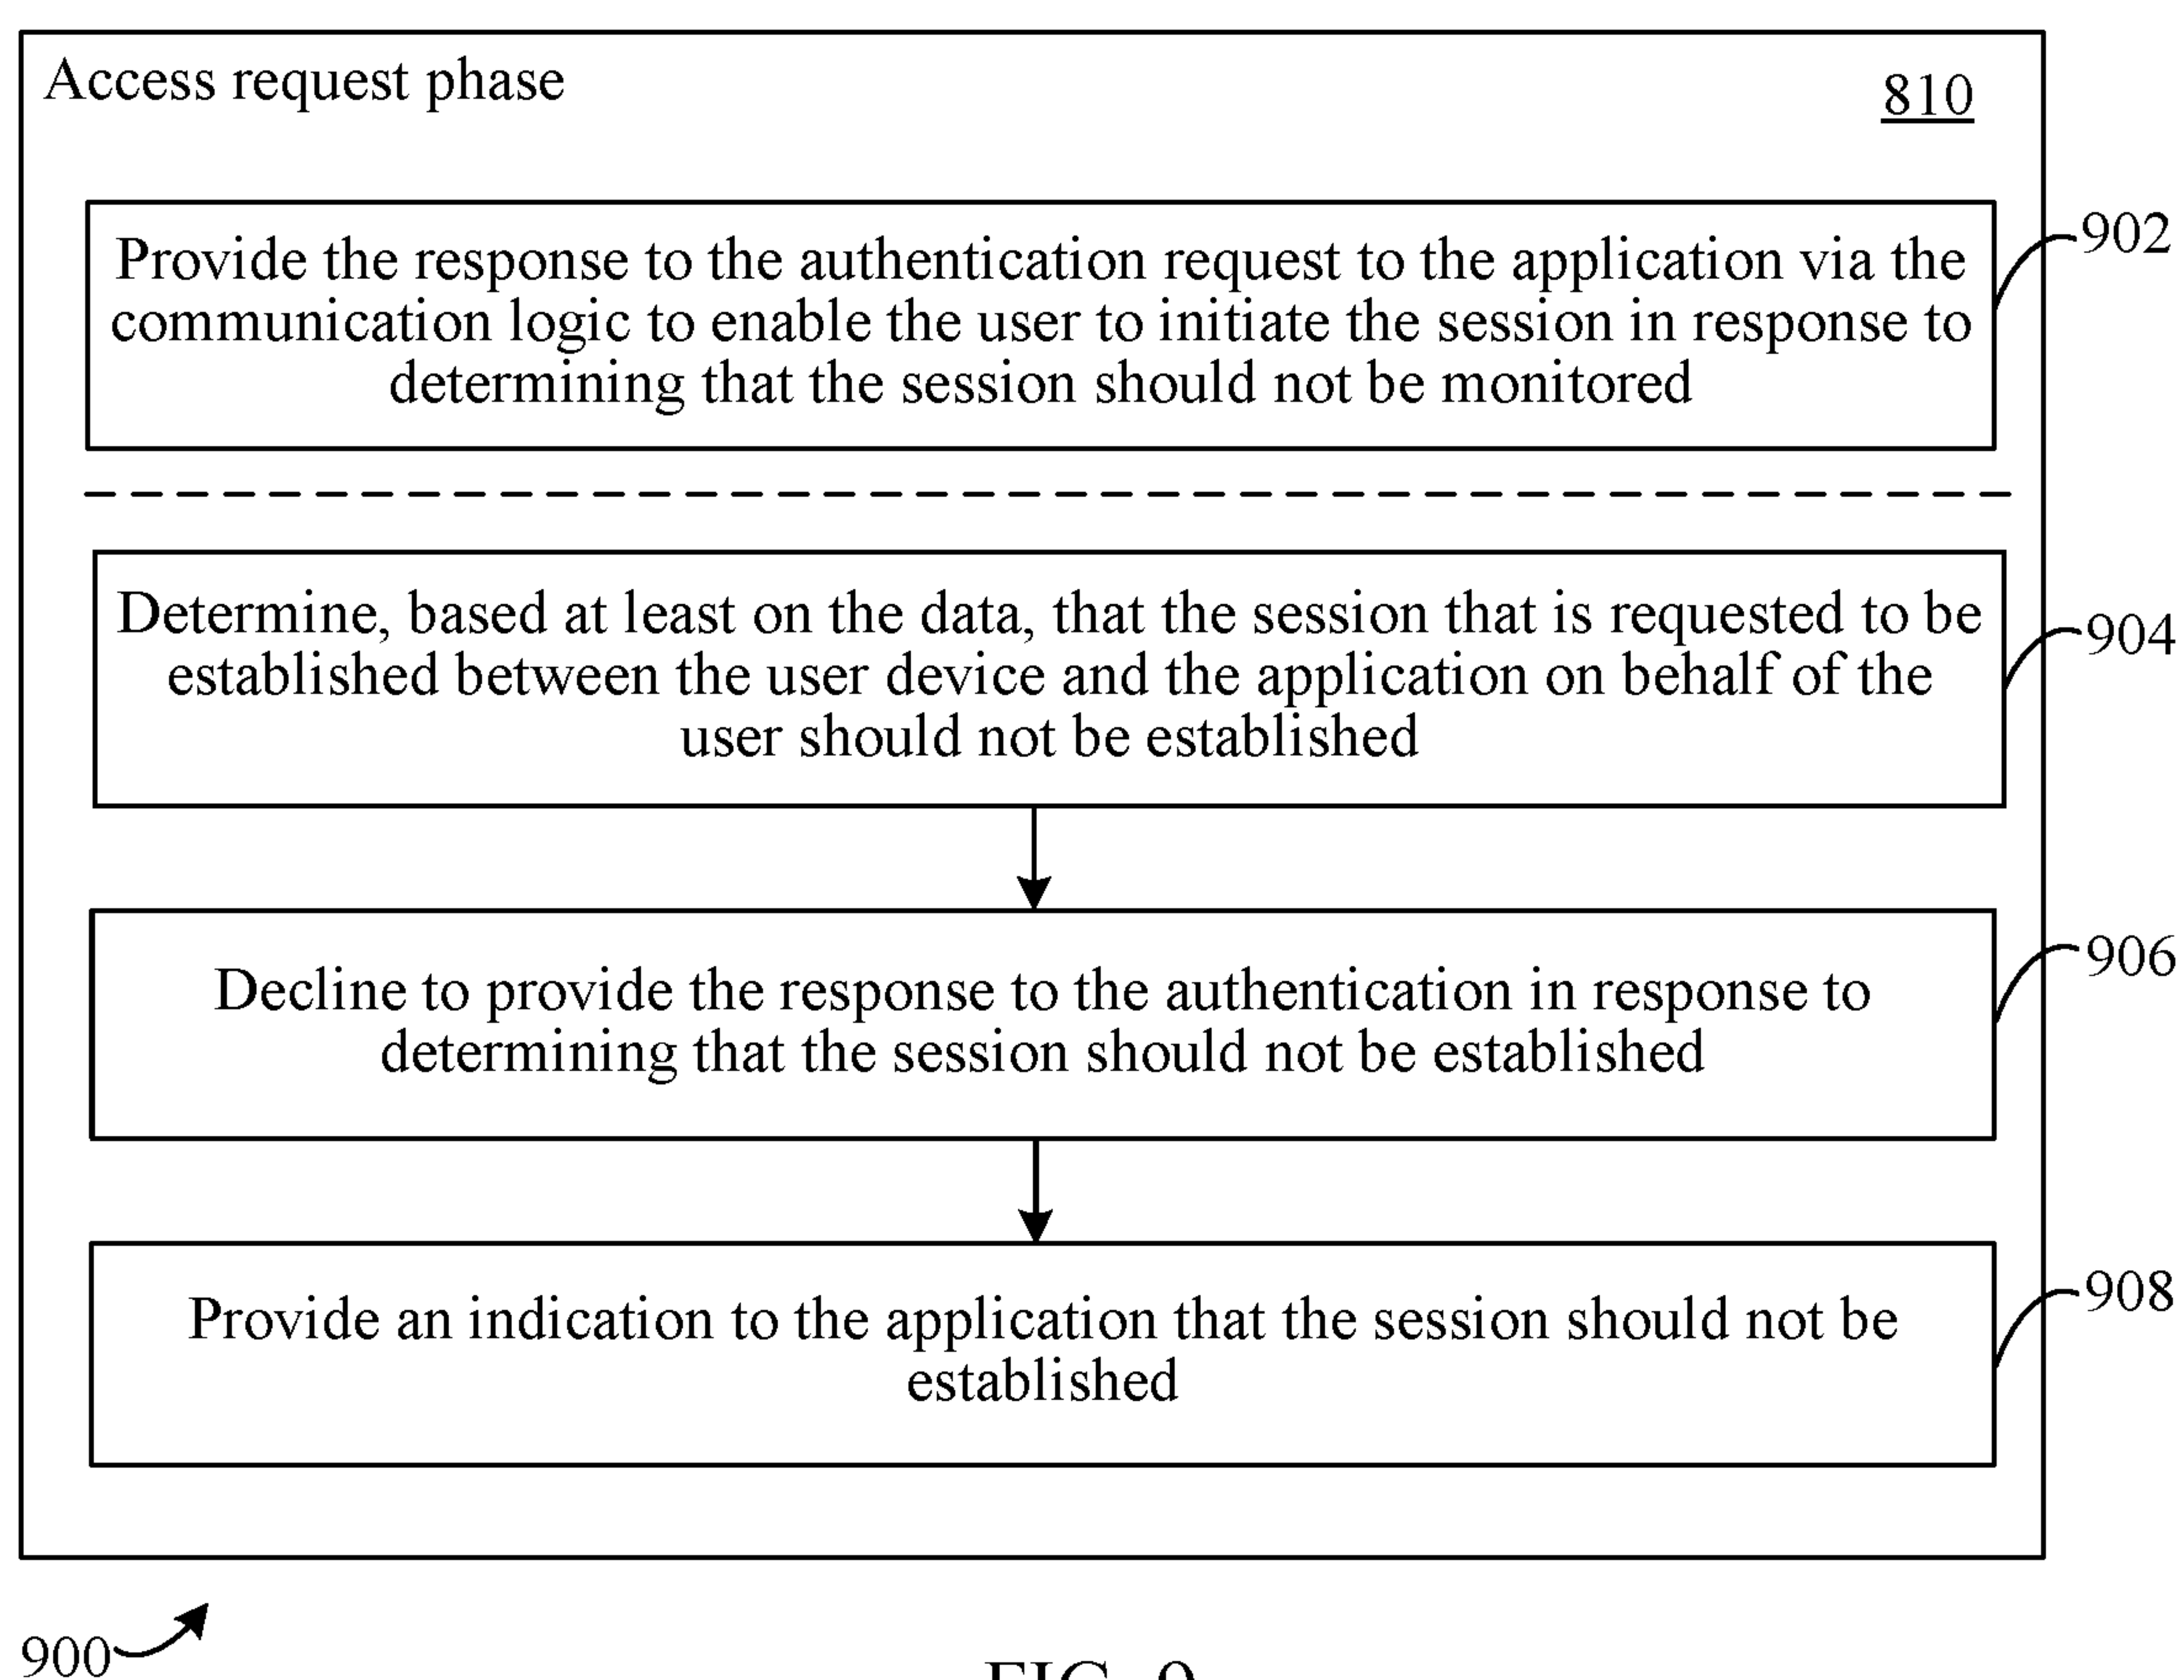 Access request phase
810
Provide the response to the authentication request to the application via the
communication logic to enable the user to initiate the session in response to
determining that the session should not be monitored
902
Determine, based at least on the data, that the session that is requested to be
established between the user device and the application on behalf of the
user should not be established
904
Decline to provide the response to the authentication in response to
determining that the session should not be established
906
Provide an indication to the application that the session should not be
established
908
900
FIG. 9